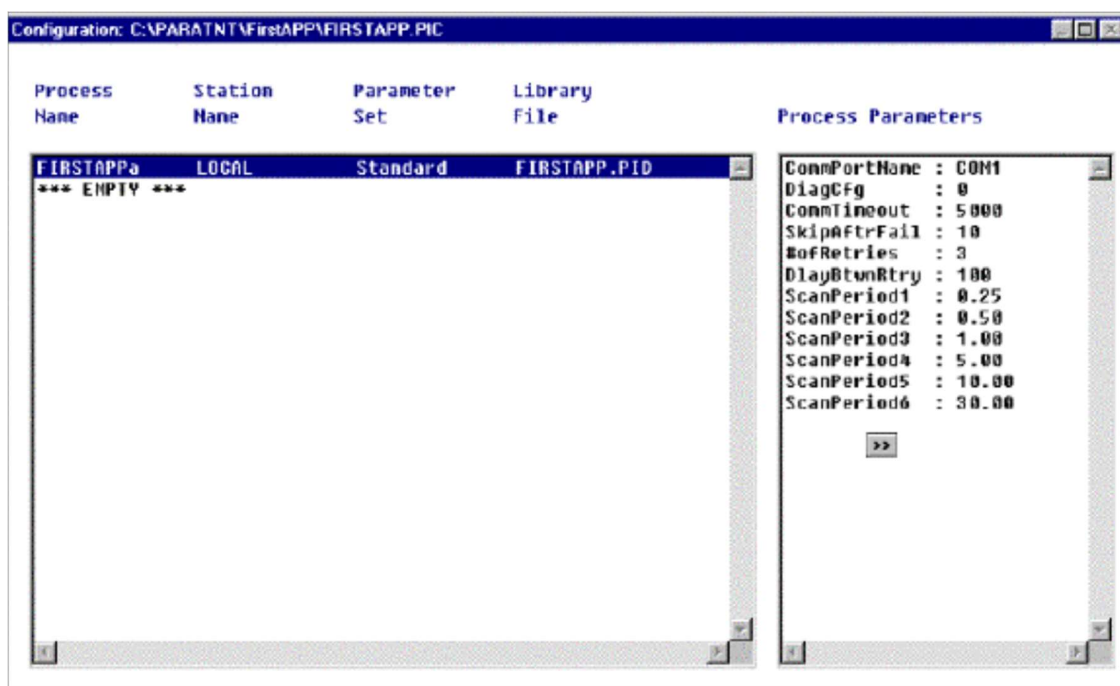 Configuration: C:\PARATNT\FirstAPP\FIRSTAPP.PIC
Process Name
Station Name
Parameter Set
Library File
Process Parameters
FIRSTAPPa LOCAL Standard FIRSTAPP.PID
*** EMPTY ***
CommPortName : COM1
DiagCfg : 0
CommTimeout : 5000
SkipAftrFail : 10
#ofRetries : 3
DlayBtwnRtry : 100
ScanPeriod1 : 0.25
ScanPeriod2 : 0.50
ScanPeriod3 : 1.00
ScanPeriod4 : 5.00
ScanPeriod5 : 10.00
ScanPeriod6 : 30.00
>>